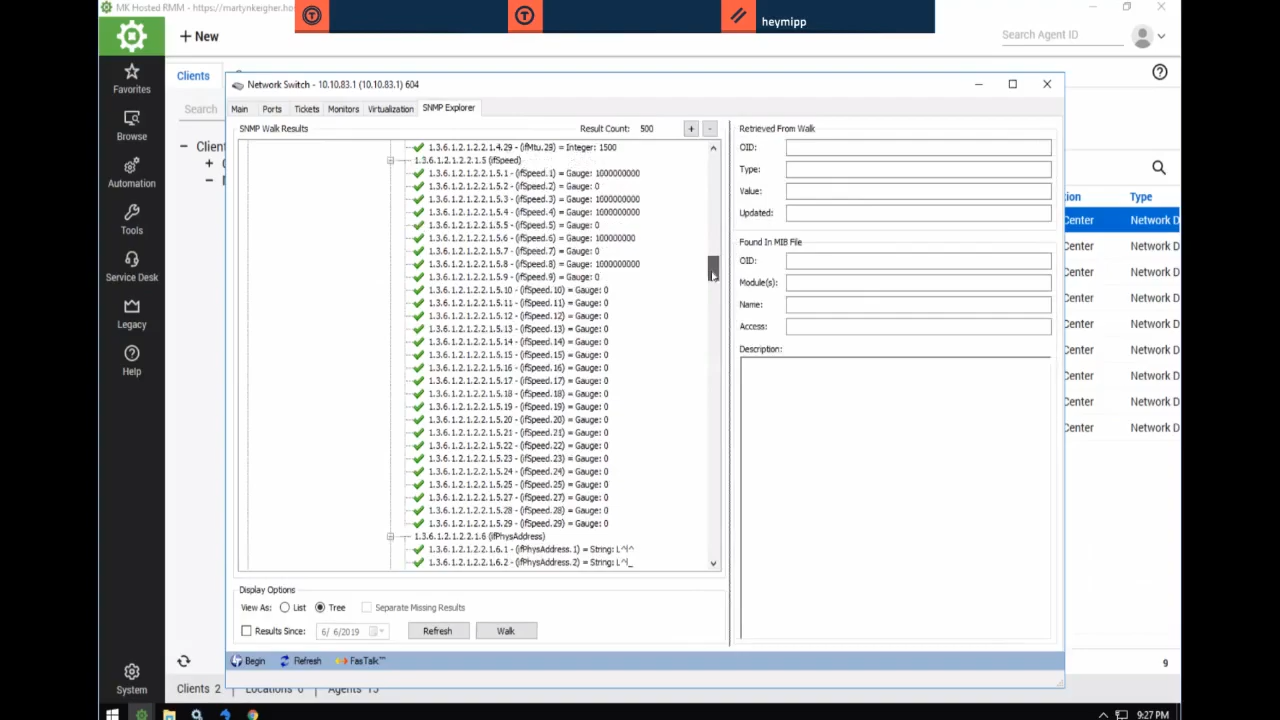 MK Hosted RMM - https://martynkeigher.ho
heymipp
+ New
Search Agent ID
Favorites
Browse
Automation
Tools
Service Desk
Legacy
Help
System
Clients
Search
Network Switch - 10.10.83.1 (10.10.83.1) 604
Main
Ports
Tickets
Monitors
Virtualization
SNMP Explorer
SNMP Walk Results
Result Count: 500
+
-
1.3.6.1.2.1.2.2.1.4.29 - (ifMtu.29) = Integer: 1500
1.3.6.1.2.1.2.2.1.5 (ifSpeed)
1.3.6.1.2.1.2.2.1.5.1 - (ifSpeed.1) = Gauge: 1000000000
1.3.6.1.2.1.2.2.1.5.2 - (ifSpeed.2) = Gauge: 0
1.3.6.1.2.1.2.2.1.5.3 - (ifSpeed.3) = Gauge: 1000000000
1.3.6.1.2.1.2.2.1.5.4 - (ifSpeed.4) = Gauge: 1000000000
1.3.6.1.2.1.2.2.1.5.5 - (ifSpeed.5) = Gauge: 0
1.3.6.1.2.1.2.2.1.5.6 - (ifSpeed.6) = Gauge: 100000000
1.3.6.1.2.1.2.2.1.5.7 - (ifSpeed.7) = Gauge: 0
1.3.6.1.2.1.2.2.1.5.8 - (ifSpeed.8) = Gauge: 1000000000
1.3.6.1.2.1.2.2.1.5.9 - (ifSpeed.9) = Gauge: 0
1.3.6.1.2.1.2.2.1.5.10 - (ifSpeed.10) = Gauge: 0
1.3.6.1.2.1.2.2.1.5.11 - (ifSpeed.11) = Gauge: 0
1.3.6.1.2.1.2.2.1.5.12 - (ifSpeed.12) = Gauge: 0
1.3.6.1.2.1.2.2.1.5.13 - (ifSpeed.13) = Gauge: 0
1.3.6.1.2.1.2.2.1.5.14 - (ifSpeed.14) = Gauge: 0
1.3.6.1.2.1.2.2.1.5.15 - (ifSpeed.15) = Gauge: 0
1.3.6.1.2.1.2.2.1.5.16 - (ifSpeed.16) = Gauge: 0
1.3.6.1.2.1.2.2.1.5.17 - (ifSpeed.17) = Gauge: 0
1.3.6.1.2.1.2.2.1.5.18 - (ifSpeed.18) = Gauge: 0
1.3.6.1.2.1.2.2.1.5.19 - (ifSpeed.19) = Gauge: 0
1.3.6.1.2.1.2.2.1.5.20 - (ifSpeed.20) = Gauge: 0
1.3.6.1.2.1.2.2.1.5.21 - (ifSpeed.21) = Gauge: 0
1.3.6.1.2.1.2.2.1.5.22 - (ifSpeed.22) = Gauge: 0
1.3.6.1.2.1.2.2.1.5.23 - (ifSpeed.23) = Gauge: 0
1.3.6.1.2.1.2.2.1.5.24 - (ifSpeed.24) = Gauge: 0
1.3.6.1.2.1.2.2.1.5.25 - (ifSpeed.25) = Gauge: 0
1.3.6.1.2.1.2.2.1.5.27 - (ifSpeed.27) = Gauge: 0
1.3.6.1.2.1.2.2.1.5.28 - (ifSpeed.28) = Gauge: 0
1.3.6.1.2.1.2.2.1.5.29 - (ifSpeed.29) = Gauge: 0
1.3.6.1.2.1.2.2.1.6 (ifPhysAddress)
1.3.6.1.2.1.2.2.1.6.1 - (ifPhysAddress.1) = String: L^|^
1.3.6.1.2.1.2.2.1.6.2 - (ifPhysAddress.2) = String: L^|_
Retrieved From Walk
OID:
Type:
Value:
Updated:
Found In MIB File
OID:
Module(s):
Name:
Access:
Description:
Display Options
View As:
List
Tree
Separate Missing Results
Results Since:
6/ 6/2019
Refresh
Walk
Begin
Refresh
FasTalk™
Clients 2
9
Type
Center
Network D
Center
Network D
Center
Network D
Center
Network D
Center
Network D
Center
Network D
Center
Network D
Center
Network D
Center
Network D
9:27 PM